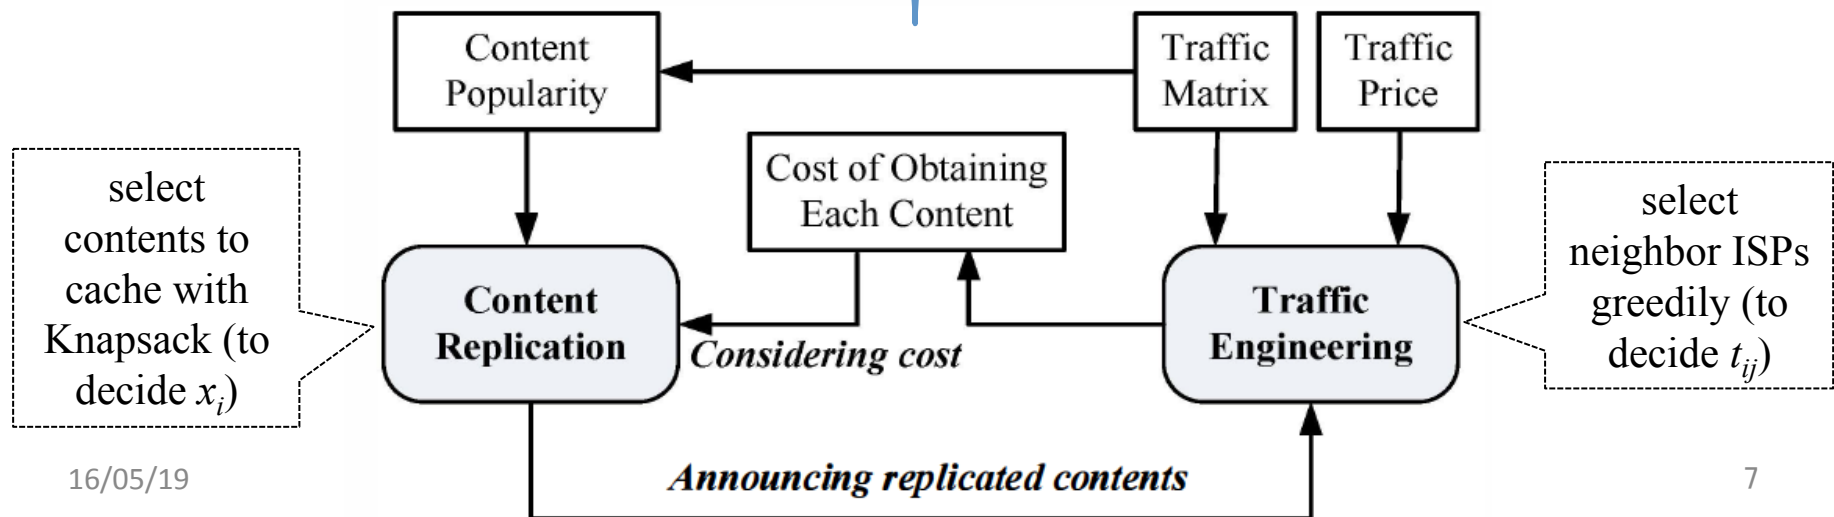 Content
Popularity
Traffic
Matrix
Traffic
Price
select
contents to
cache with
Knapsack (to
decide xi)
Cost of Obtaining
Each Content
select
neighbor ISPs
greedily (to
decide tij)
Content
Replication
Considering cost
Traffic
Engineering
16/05/19
Announcing replicated contents
7